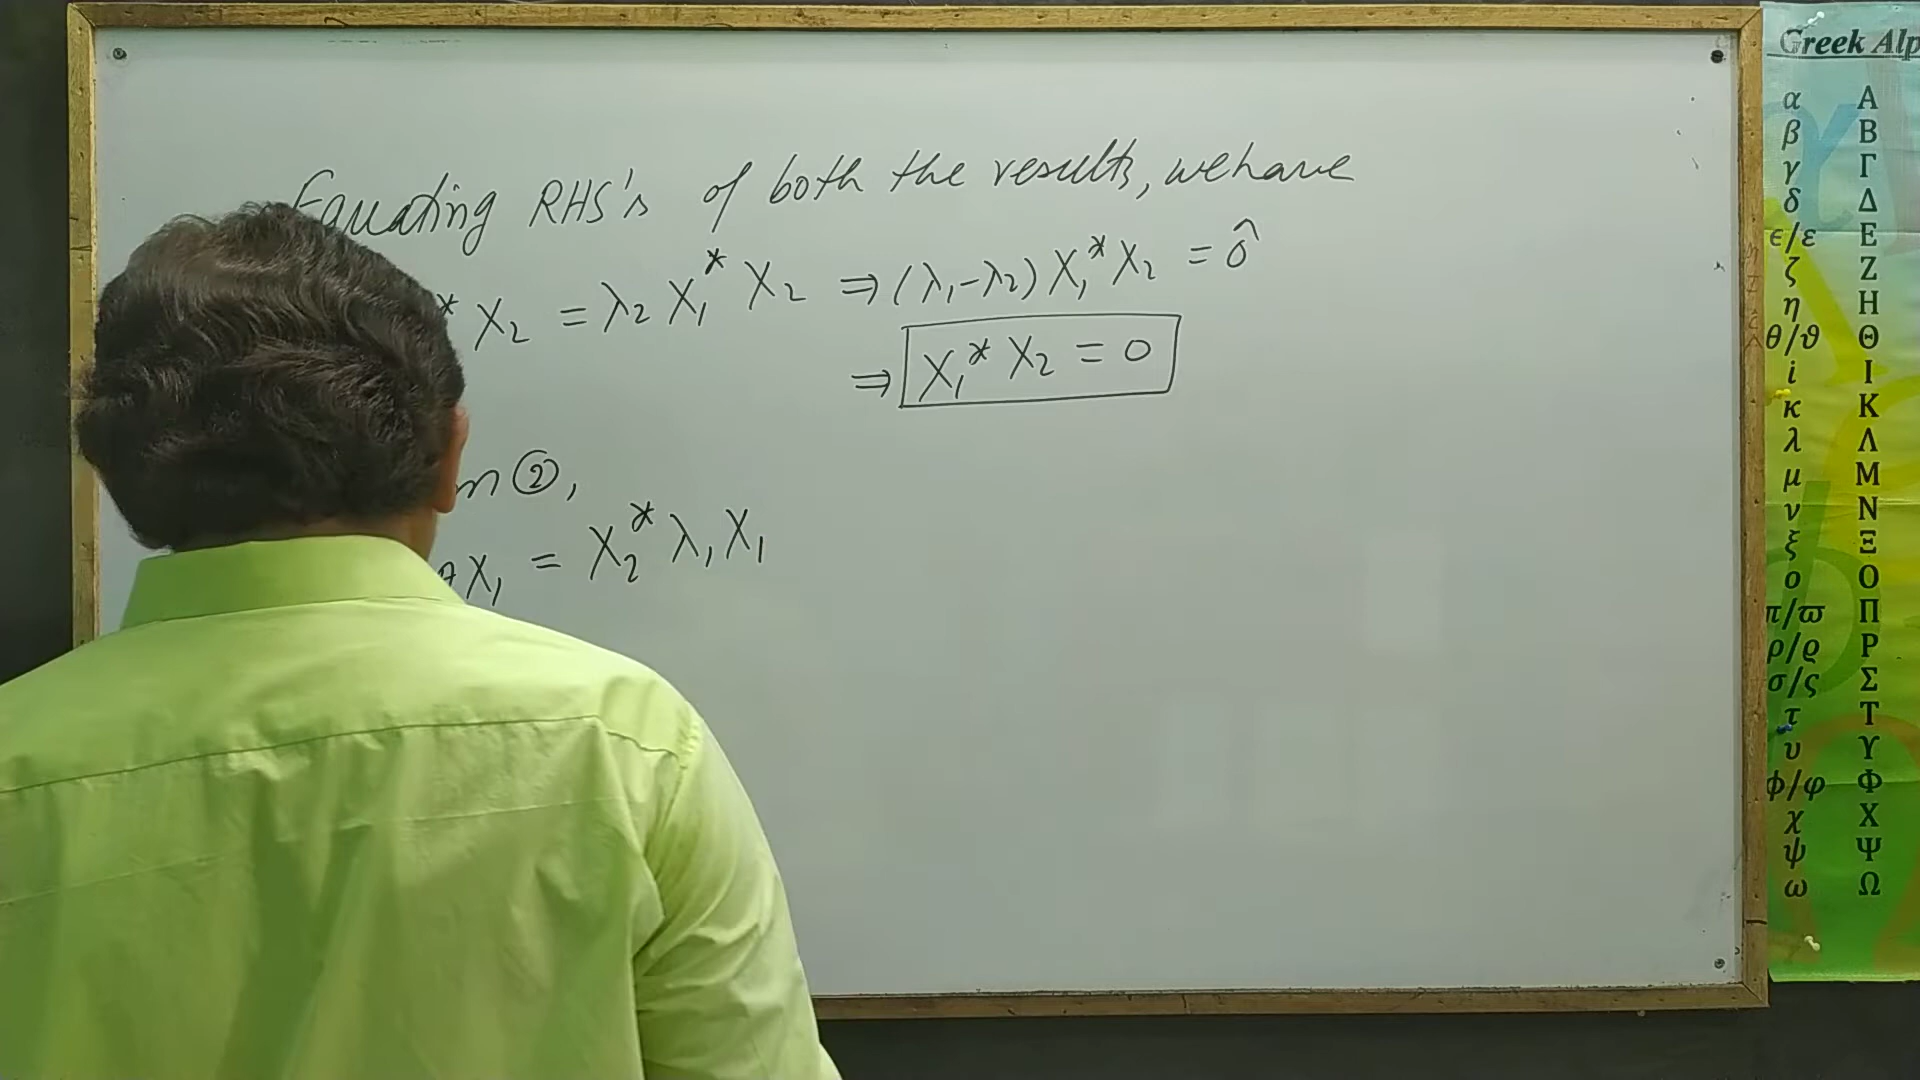 Equating RHS's of both the results, we have
* X₂ = λ₂ X₁* X₂ ⇒ (λ₁-λ₂) X₁* X₂ = ô
⇒ X₁* X₂ = 0
②,
X₁ = X₂* λ₁ X₁
Greek Alp
α Α
β Β
γ Γ
δ Δ
ϵ/ε Ε
ζ Ζ
η Η
θ/ϑ Θ
i Ι
κ Κ
λ Λ
μ Μ
ν Ν
ξ Ξ
ο Ο
π/ϖ Π
ρ/ϱ Ρ
σ/ς Σ
τ Τ
υ ϒ
ϕ/φ Φ
χ Χ
ψ Ψ
ω Ω